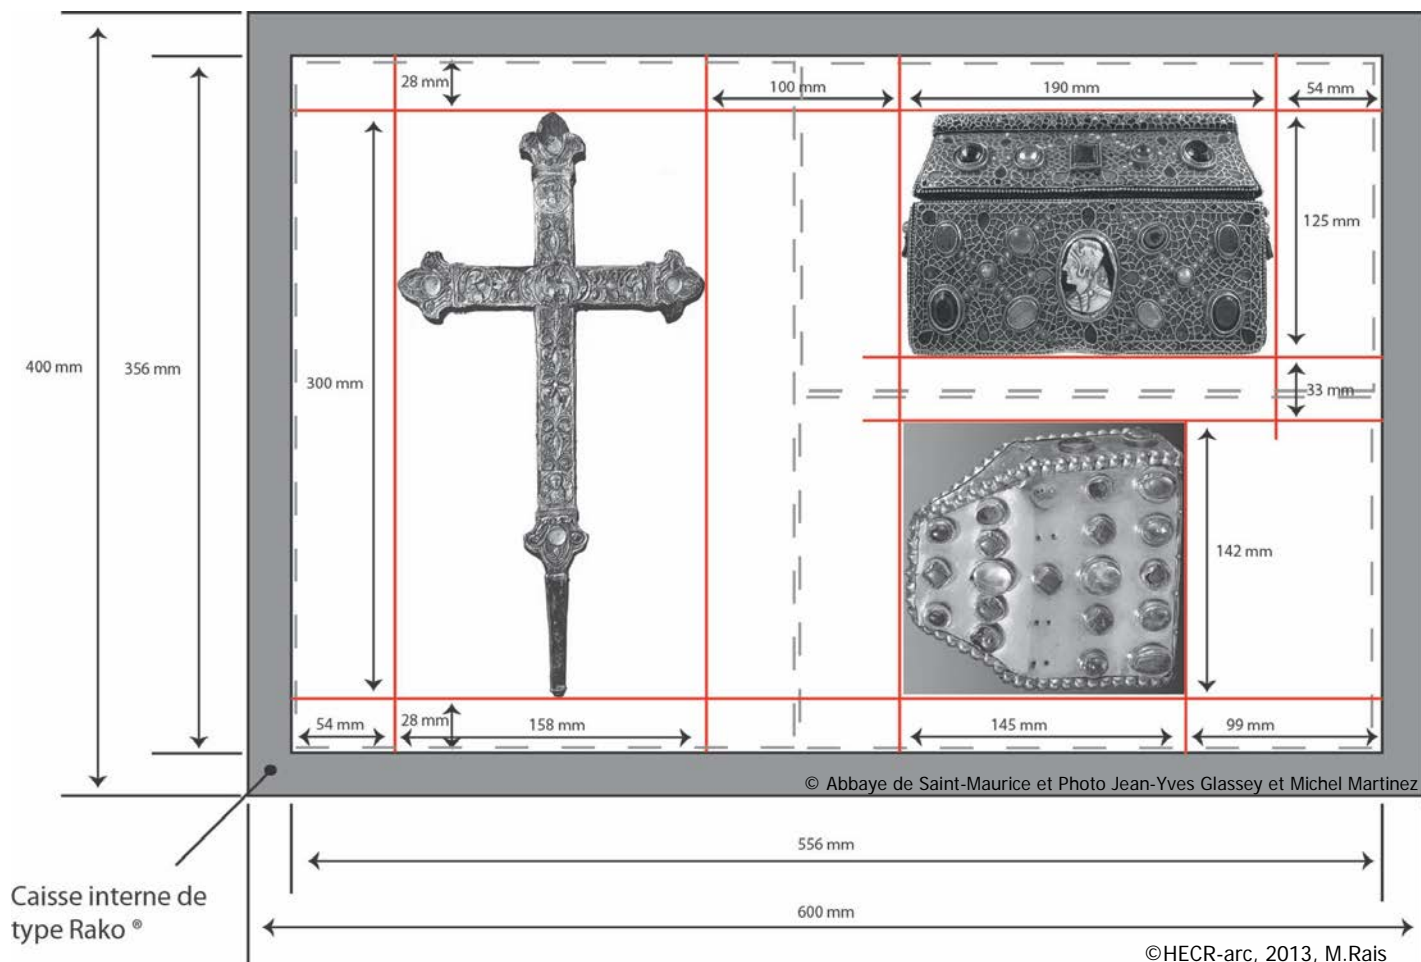 28 mm
100 mm
190 mm
54 mm
125 mm
400 mm
356 mm
300 mm
33 mm
142 mm
54 mm
28 mm
158 mm
145 mm
99 mm
© Abbaye de Saint-Maurice et Photo Jean-Yves Glassey et Michel Martinez
556 mm
Caisse interne de
type Rako ®
600 mm
©HECR-arc, 2013, M.Rais